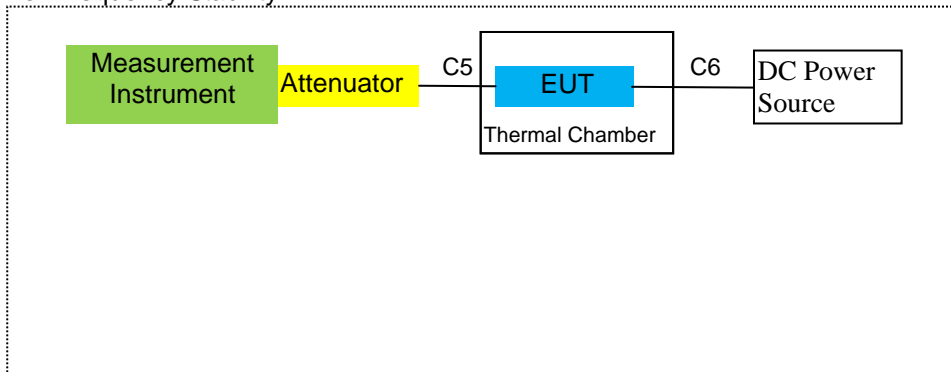 Measurement
Instrument
Attenuator
C5
EUT
Thermal Chamber
C6
DC Power
Source